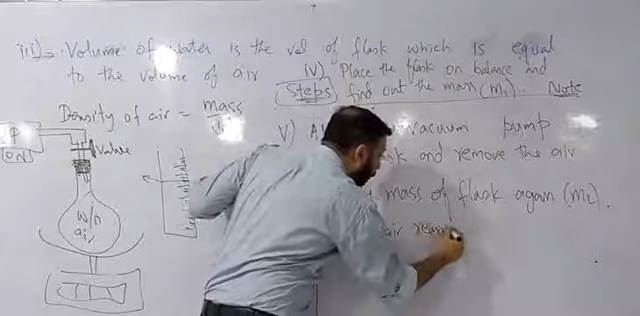 iii) → Volume of water is the vol of flask which is equal
to the volume of air
Density of air = mass
P
ON
valve
w/n
air
iv) Place the flask on balance and
Steps find out the mass (m₁). Note
v) vacuum pump
and remove the air
mass of flask again (m₂).
air